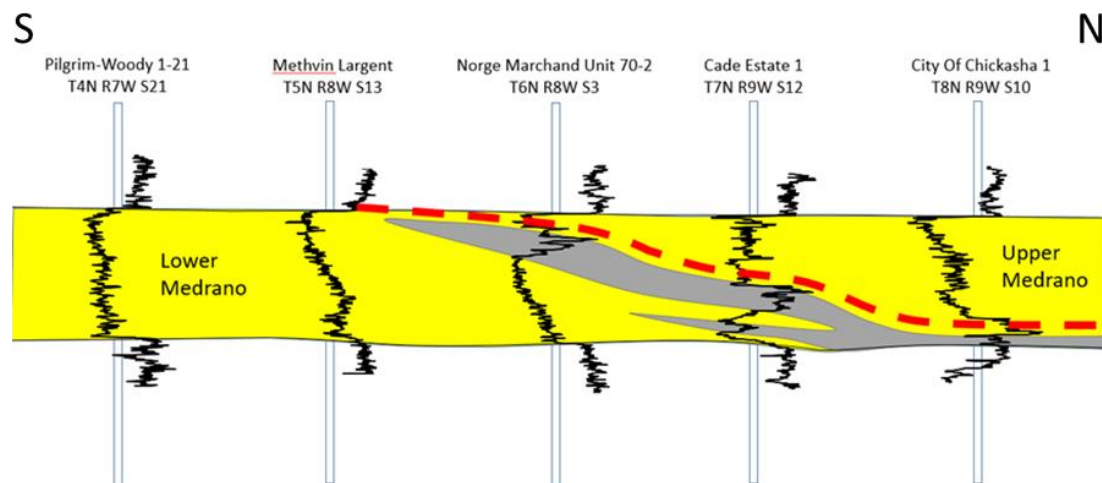 S
N
Pilgrim-Woody 1-21
T4N R7W S21
Methvin Largent
T5N R8W S13
Norge Marchand Unit 70-2
T6N R8W S3
Cade Estate 1
T7N R9W S12
City Of Chickasha 1
T8N R9W S10
Lower
Medrano
Upper
Medrano